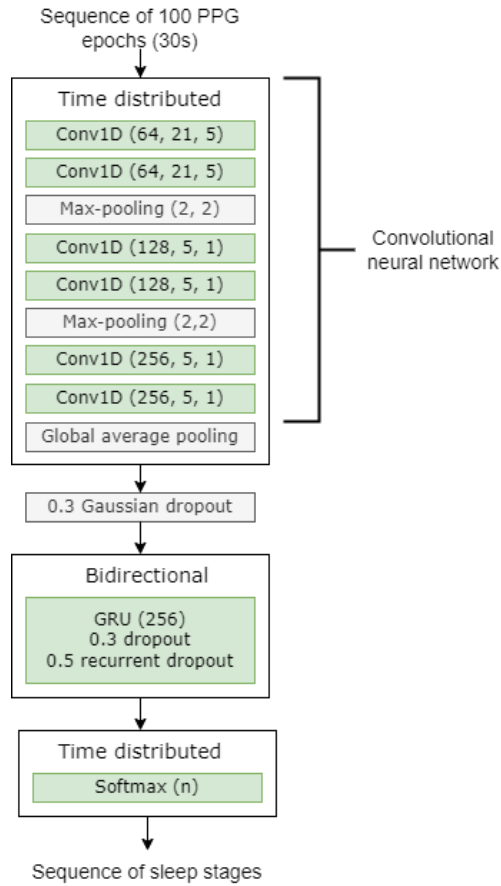 Sequence of 100 PPG
epochs (30s)
Time distributed
Conv1D (64, 21, 5)
Conv1D (64, 21, 5)
Max-pooling (2, 2)
Conv1D (128, 5, 1)
Conv1D (128, 5, 1)
Max-pooling (2,2)
Conv1D (256, 5, 1)
Conv1D (256, 5, 1)
Global average pooling
Convolutional
neural network
0.3 Gaussian dropout
Bidirectional
GRU (256)
0.3 dropout
0.5 recurrent dropout
Time distributed
Softmax (n)
Sequence of sleep stages